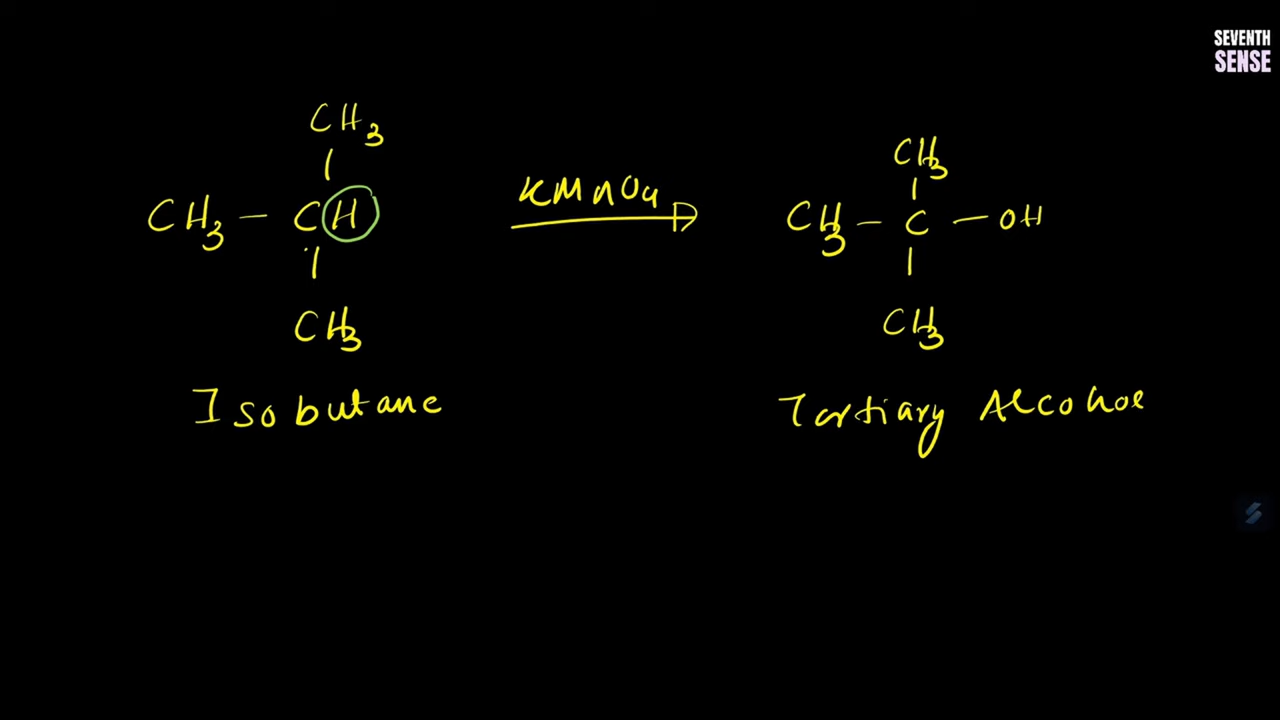 SEVENTH
SENSE
CH3 CH3
CH3 – CH KMnO4 CH3 – C – OH
CH3 CH3
Isobutane Tertiary Alcohol